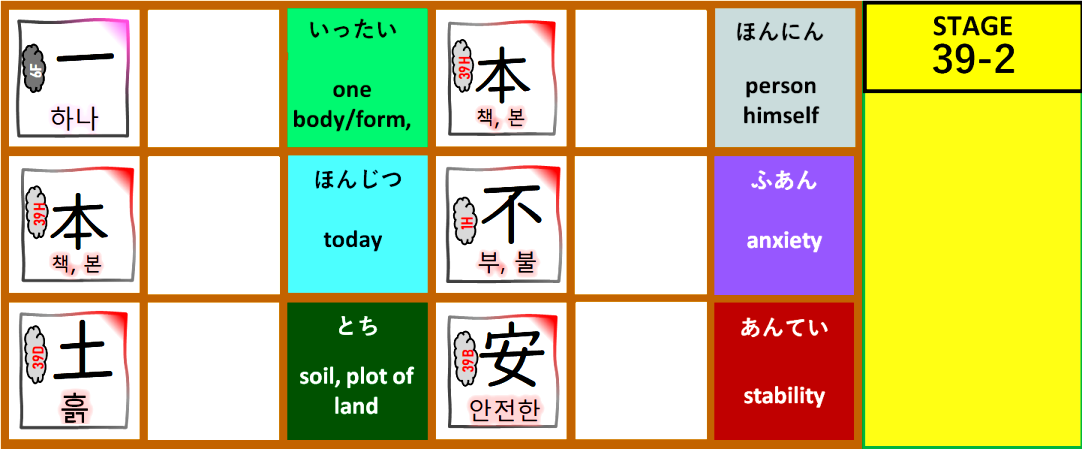 6F
一
하나
いったい
one
body/form,
39H
本
책, 본
ほんにん
person
himself
STAGE
39-2
39H
本
책, 본
ほんじつ
today
1H
不
부, 불
ふあん
anxiety
39D
土
흙
とち
soil, plot of
land
39B
安
안전한
あんてい
stability